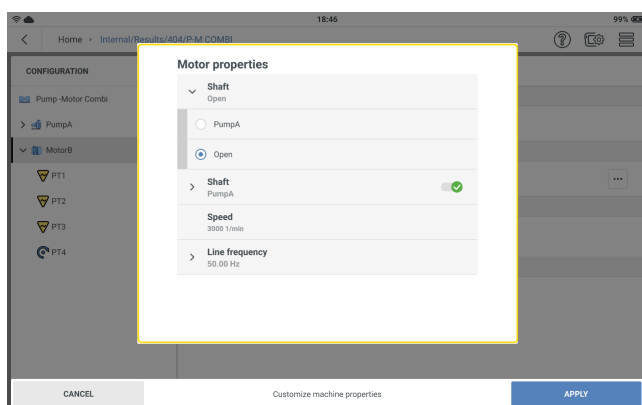 18:46
99%
Home · Internal/Results/404/P-M COMBI
CONFIGURATION
Pump -Motor Combi
PumpA
MotorB
PT1
PT2
PT3
PT4
Motor properties
Shaft
Open
PumpA
Open
Shaft
PumpA
Speed
3000 1/min
Line frequency
50.00 Hz
CANCEL
Customize machine properties
APPLY